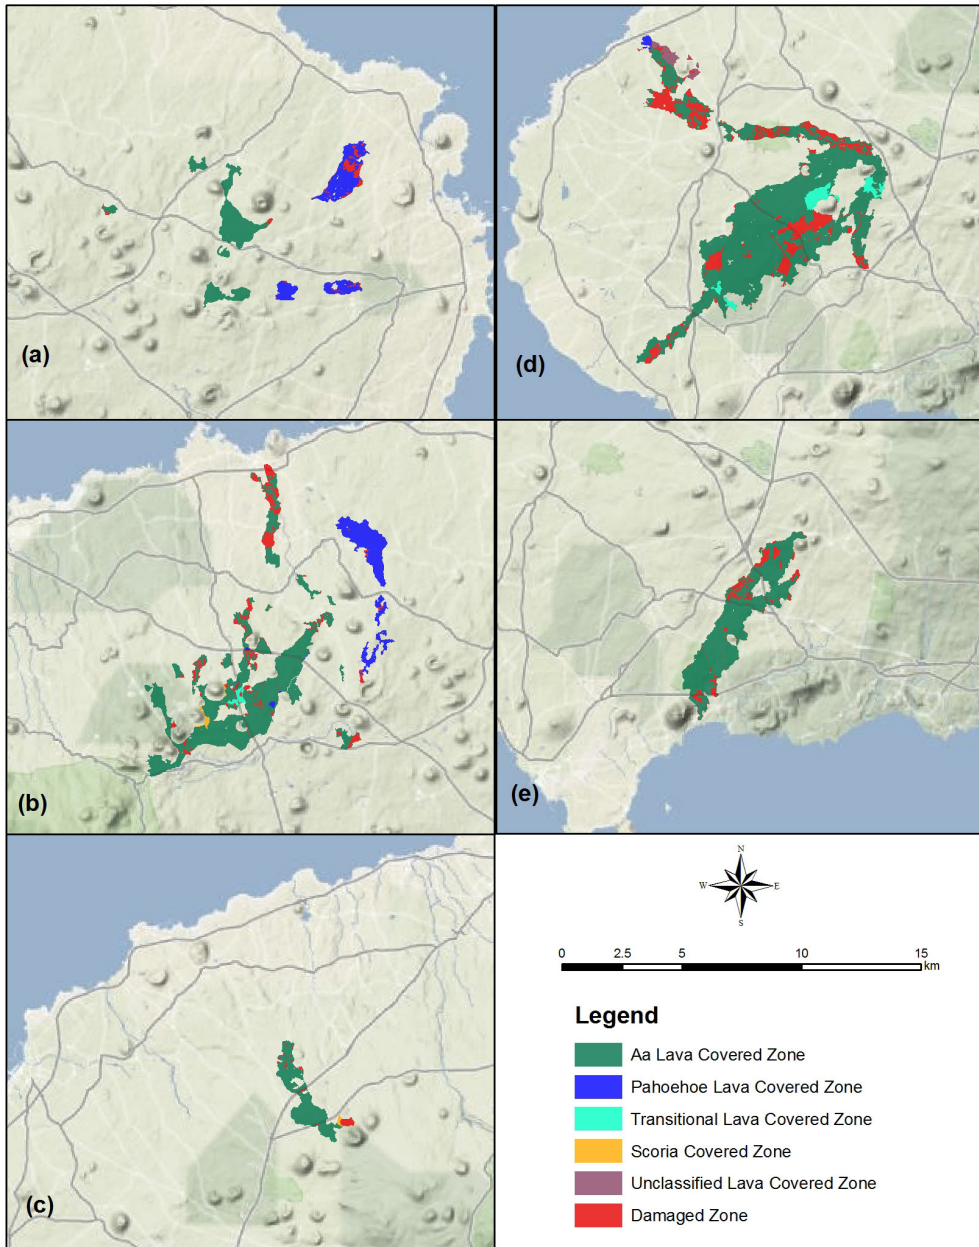 (a)
(d)
(b)
(e)
(c)
N
W E
S
0 2.5 5 10 15
km
Legend
Aa Lava Covered Zone
Pahoehoe Lava Covered Zone
Transitional Lava Covered Zone
Scoria Covered Zone
Unclassified Lava Covered Zone
Damaged Zone